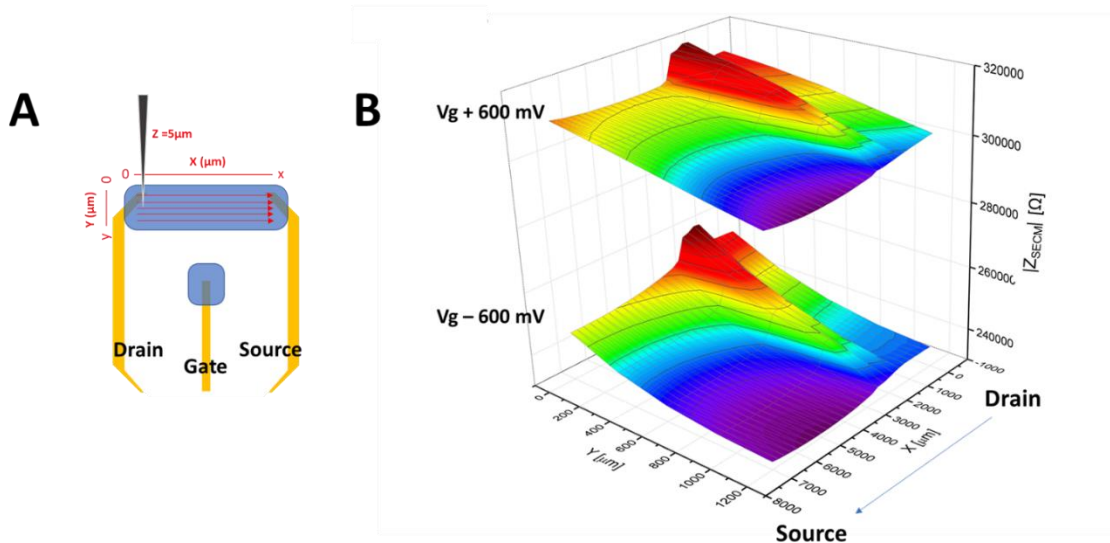 A
Z =5µm
X (µm)
0
x
0
Y (µm)
y
Drain
Gate
Source
B
Vg + 600 mV
Vg – 600 mV
320000
300000
280000
260000
240000
|Z_SECM| [Ω]
0
200
400
600
800
1000
1200
Y [µm]
-1000
0
1000
2000
3000
4000
5000
6000
7000
8000
X [µm]
Drain
Source